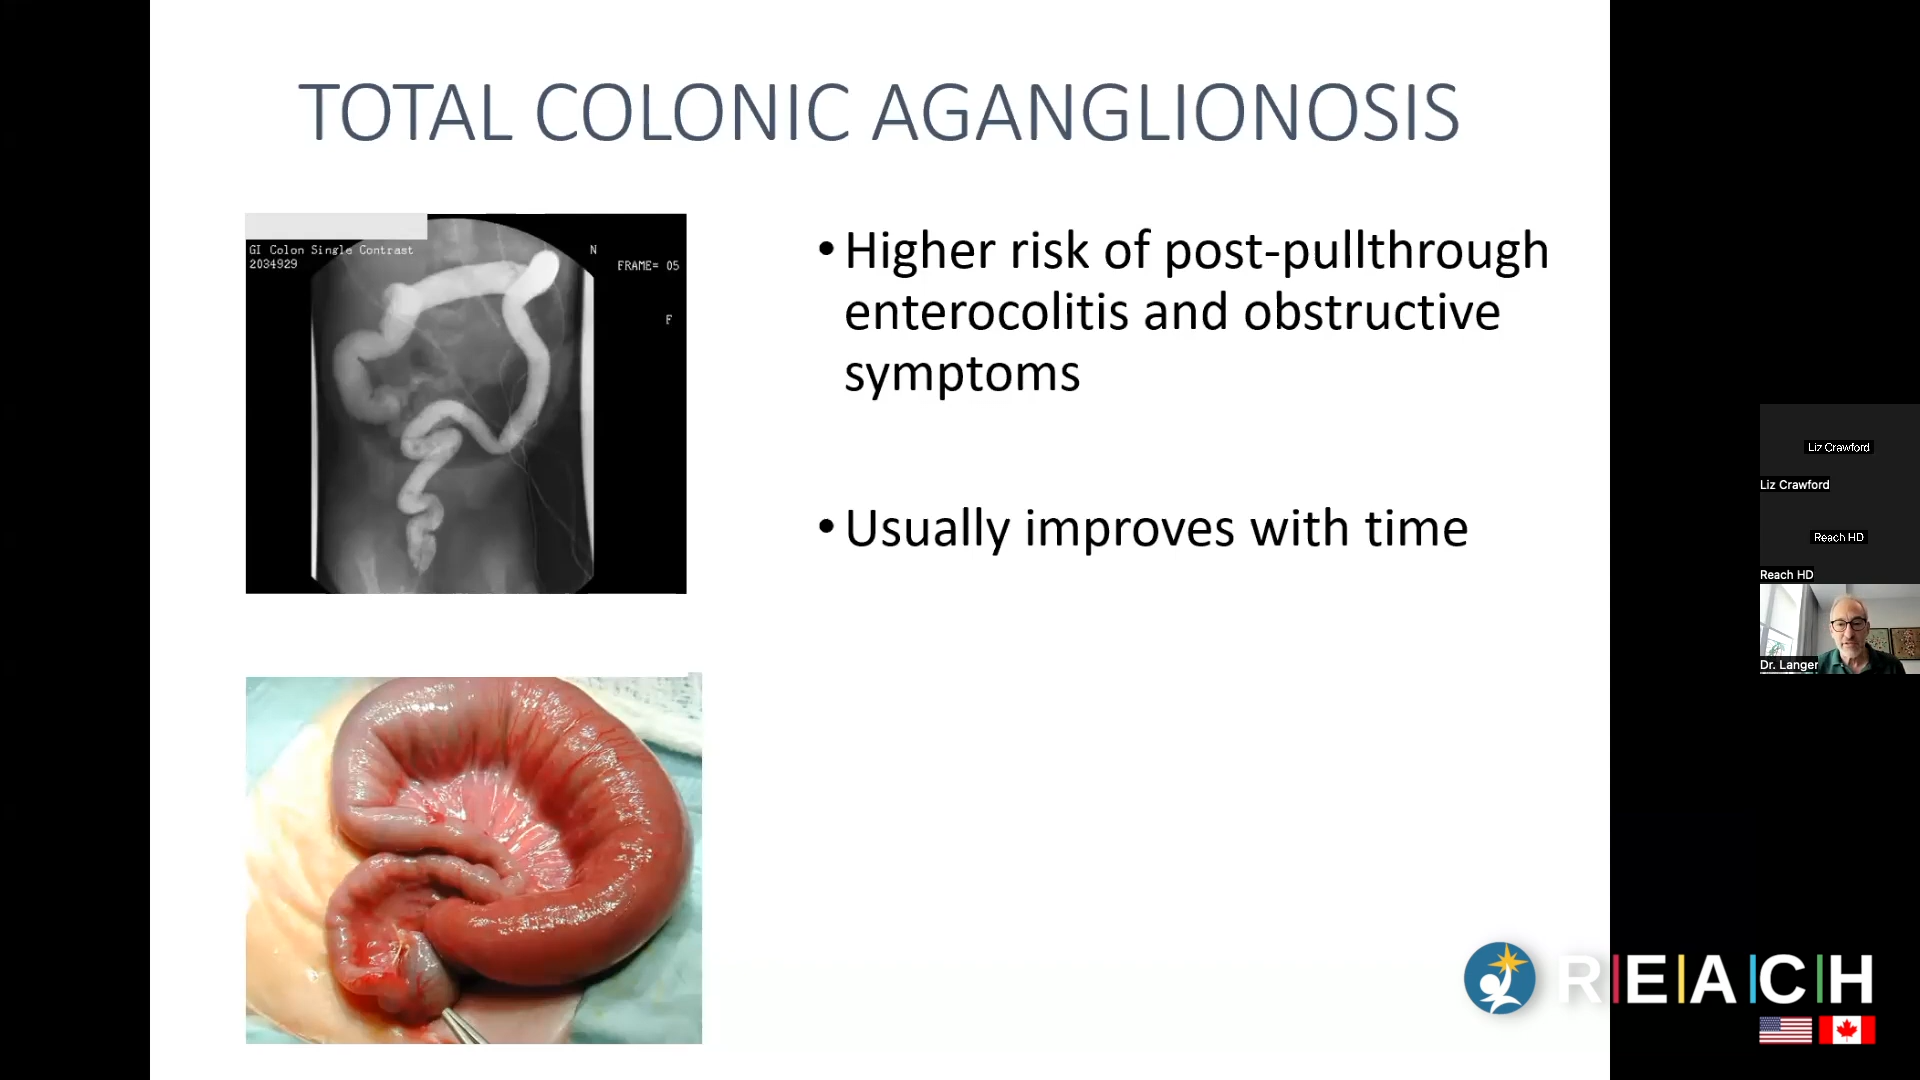 TOTAL COLONIC AGANGLIONOSIS
GI Colon Single Contrast
2034929
N
FRAME= 05
F
• Higher risk of post-pullthrough
enterocolitis and obstructive
symptoms
• Usually improves with time
Liz Crawford
Liz Crawford
Reach HD
Reach HD
Dr. Langer
R|E|A|C|H